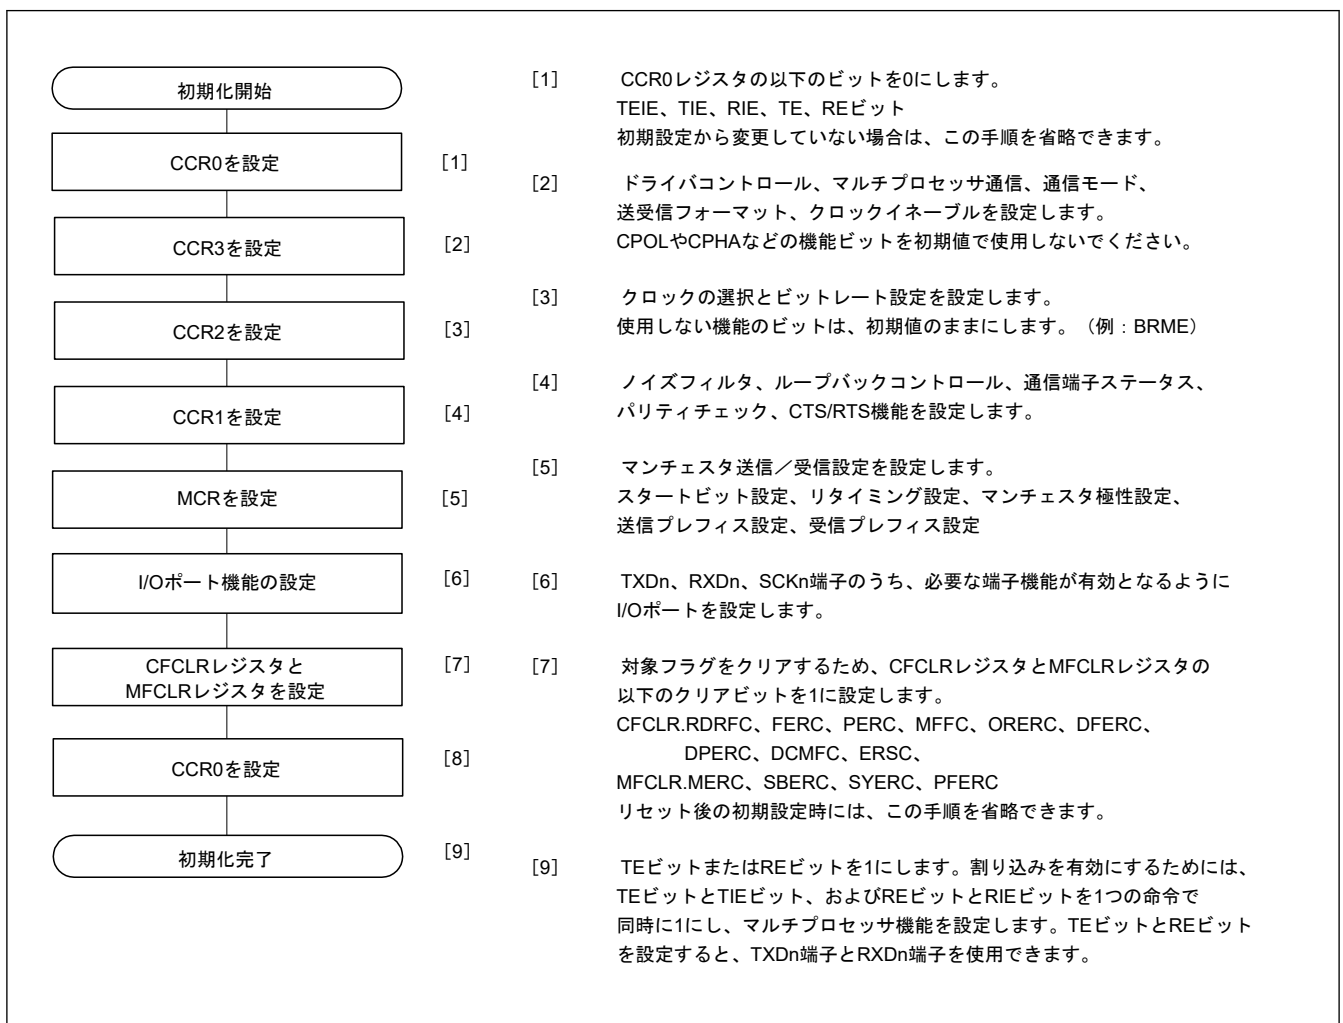 初期化開始
CCR0を設定
[1]
CCR3を設定
[2]
CCR2を設定
[3]
CCR1を設定
[4]
MCRを設定
[5]
I/Oポート機能の設定
[6]
CFCLRレジスタと
MFCLRレジスタを設定
[7]
CCR0を設定
[8]
初期化完了
[9]
[1] CCR0レジスタの以下のビットを0にします。
TEIE、TIE、RIE、TE、REビット
初期設定から変更していない場合は、この手順を省略できます。
[2] ドライバコントロール、マルチプロセッサ通信、通信モード、
送受信フォーマット、クロックイネーブルを設定します。
CPOLやCPHAなどの機能ビットを初期値で使用しないでください。
[3] クロックの選択とビットレート設定を設定します。
使用しない機能のビットは、初期値のままにします。（例：BRME）
[4] ノイズフィルタ、ループバックコントロール、通信端子ステータス、
パリティチェック、CTS/RTS機能を設定します。
[5] マンチェスタ送信／受信設定を設定します。
スタートビット設定、リタイミング設定、マンチェスタ極性設定、
送信プレフィス設定、受信プレフィス設定
[6] TXDn、RXDn、SCKn端子のうち、必要な端子機能が有効となるように
I/Oポートを設定します。
[7] 対象フラグをクリアするため、CFCLRレジスタとMFCLRレジスタの
以下のクリアビットを1に設定します。
CFCLR.RDRFC、FERC、PERC、MFFC、ORERC、DFERC、
DPERC、DCMFC、ERSC、
MFCLR.MERC、SBERC、SYERC、PFERC
リセット後の初期設定時には、この手順を省略できます。
[9] TEビットまたはREビットを1にします。割り込みを有効にするためには、
TEビットとTIEビット、およびREビットとRIEビットを1つの命令で
同時に1にし、マルチプロセッサ機能を設定します。TEビットとREビット
を設定すると、TXDn端子とRXDn端子を使用できます。